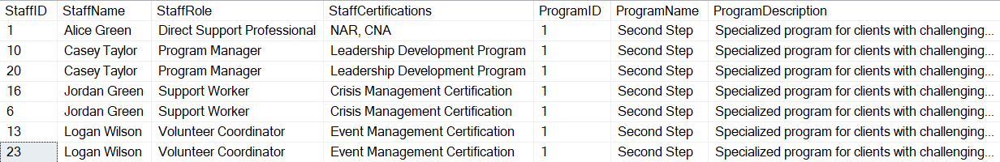 StaffID StaffName StaffRole StaffCertifications ProgramID ProgramName ProgramDescription
1 Alice Green Direct Support Professional NAR, CNA 1 Second Step Specialized program for clients with challenging...
10 Casey Taylor Program Manager Leadership Development Program 1 Second Step Specialized program for clients with challenging...
20 Casey Taylor Program Manager Leadership Development Program 1 Second Step Specialized program for clients with challenging...
16 Jordan Green Support Worker Crisis Management Certification 1 Second Step Specialized program for clients with challenging...
6 Jordan Green Support Worker Crisis Management Certification 1 Second Step Specialized program for clients with challenging...
13 Logan Wilson Volunteer Coordinator Event Management Certification 1 Second Step Specialized program for clients with challenging...
23 Logan Wilson Volunteer Coordinator Event Management Certification 1 Second Step Specialized program for clients with challenging...